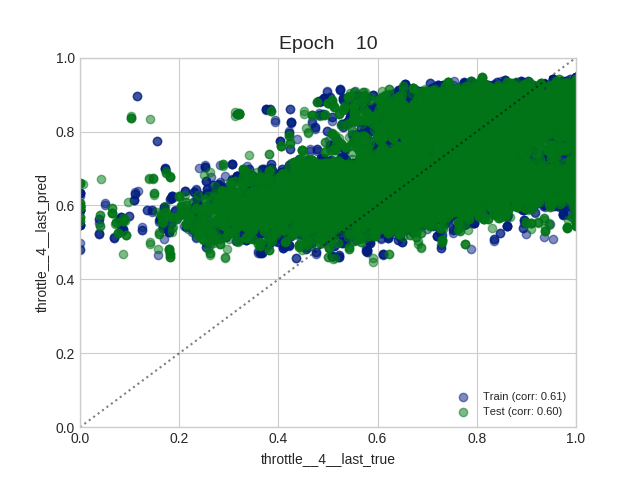 Epoch    10
1.0
0.8
0.6
0.4
0.2
0.0
throttle__4__last_pred
0.0 0.2 0.4 0.6 0.8 1.0
throttle__4__last_true
Train (corr: 0.61)
Test (corr: 0.60)